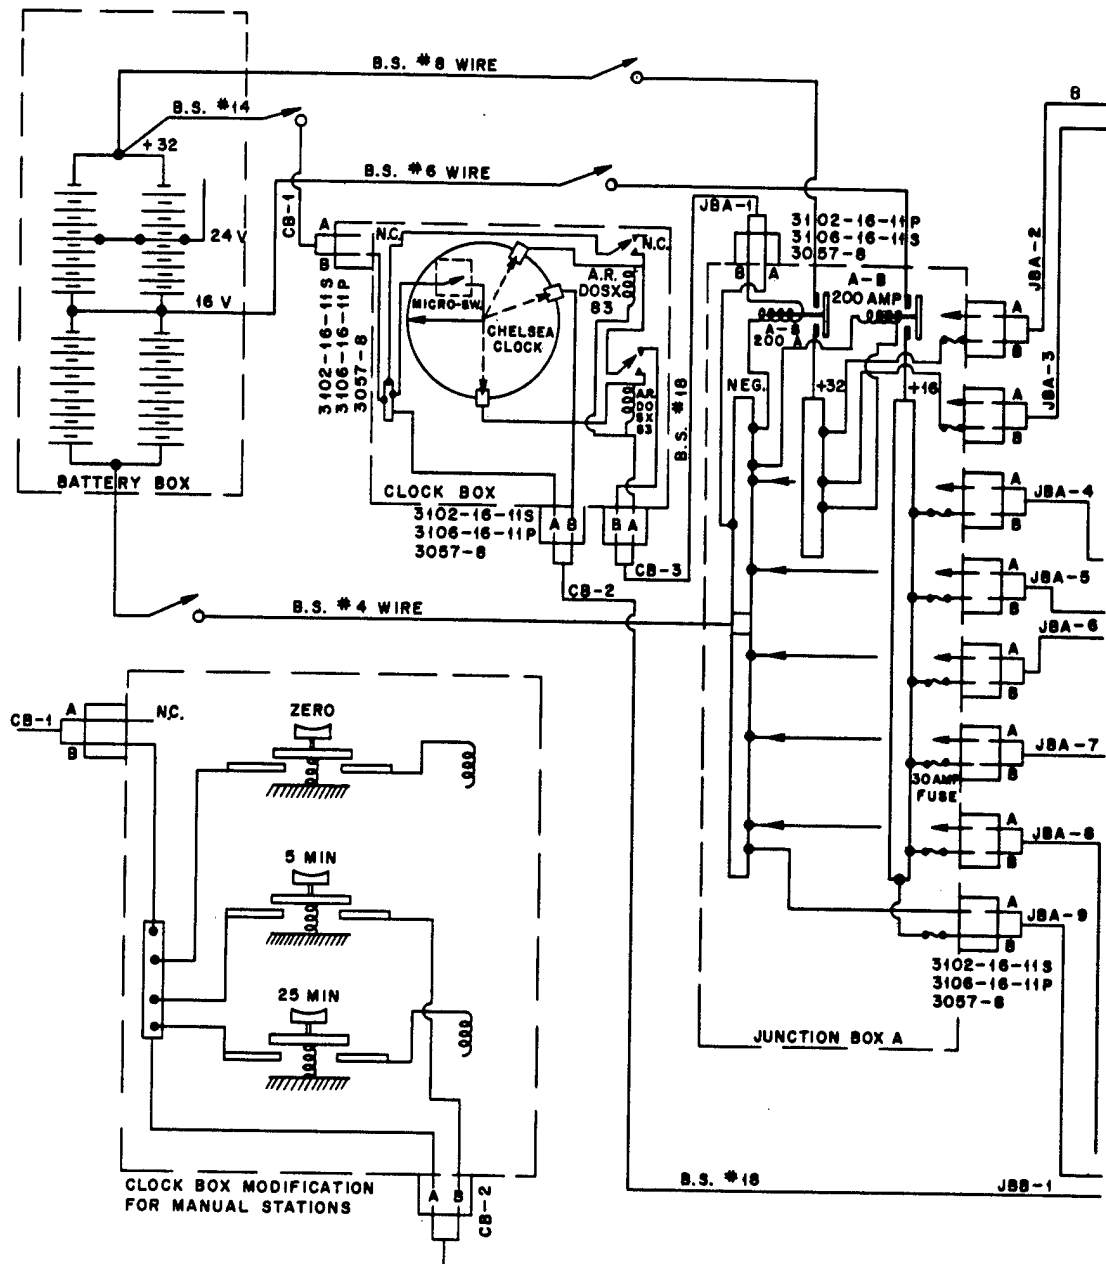 B.S. #8 WIRE
B
B.S. #14
+32
B.S. #6 WIRE
CB-1
24 V
16 V
BATTERY BOX
A
B
N.C.
N.C.
MICRO-SW.
CHELSEA
CLOCK
A.R.
DOSX
83
A.R.
DO
SX
83
3102-16-11S
3106-16-11P
3057-8
CLOCK BOX
3102-16-11S
3106-16-11P
3057-8
A B
B A
CB-3
CB-2
B.S. #18
JBA-1
3102-16-11P
3106-16-11S
3057-8
B A
A-B
200 AMP
A-B
200 A
NEG.
+32
+16
A
B
JBA-2
A
B
JBA-3
A
B
JBA-4
A
B
JBA-5
A
B
JBA-6
A
B
JBA-7
30 AMP
FUSE
A
B
JBA-8
A
B
JBA-9
3102-16-11S
3106-16-11P
3057-8
JUNCTION BOX A
B.S. #4 WIRE
CB-1
A
B
N.C.
ZERO
5 MIN
25 MIN
CLOCK BOX MODIFICATION
FOR MANUAL STATIONS
A B
CB-2
B.S. #18
JBB-1